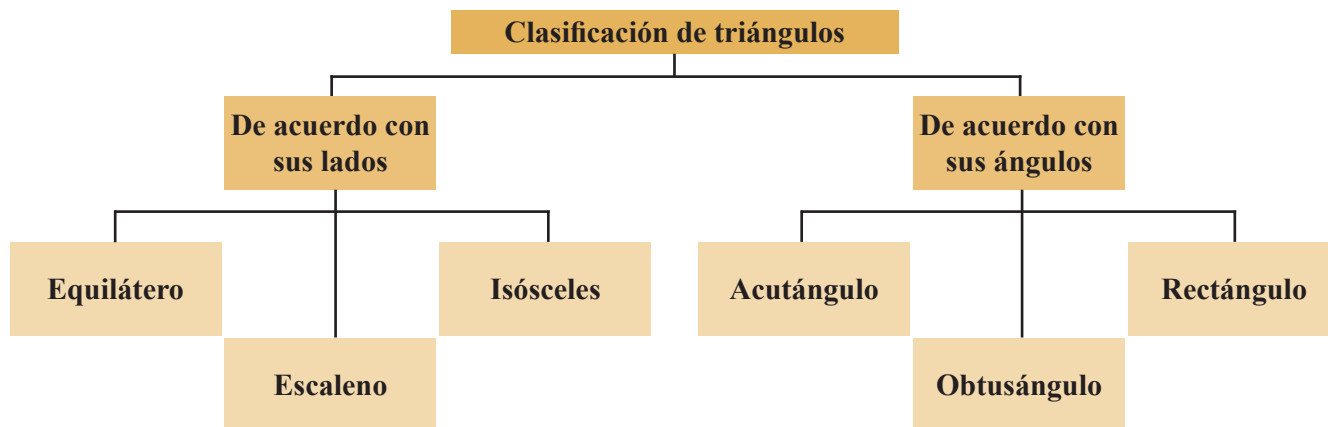 Clasificación de triángulos
De acuerdo con
sus lados
De acuerdo con
sus ángulos
Equilátero
Isósceles
Acutángulo
Rectángulo
Escaleno
Obtusángulo